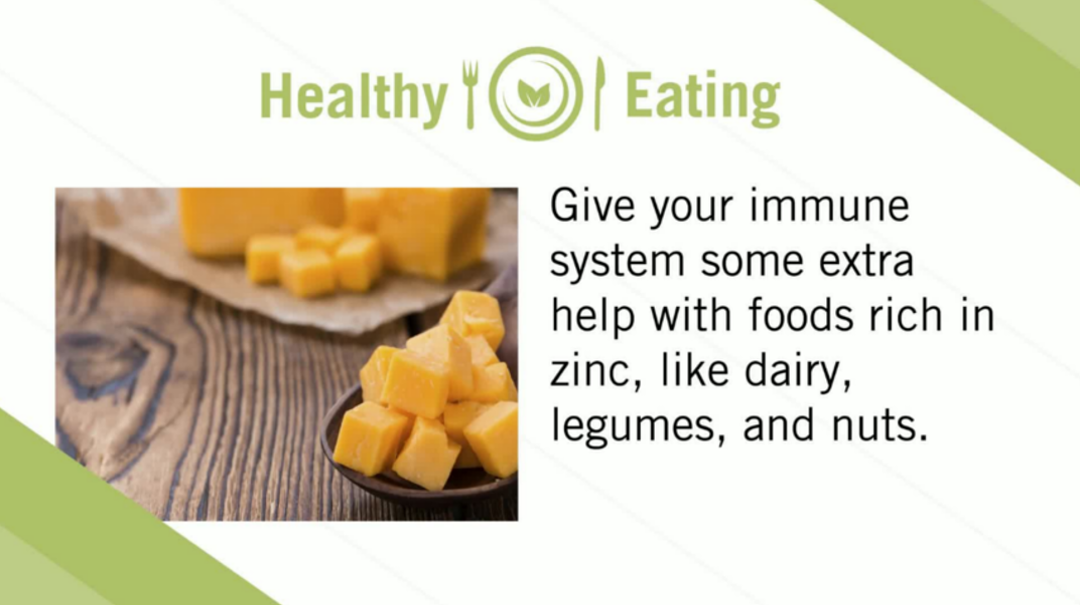 Healthy Eating
Give your immune
system some extra
help with foods rich in
zinc, like dairy,
legumes, and nuts.